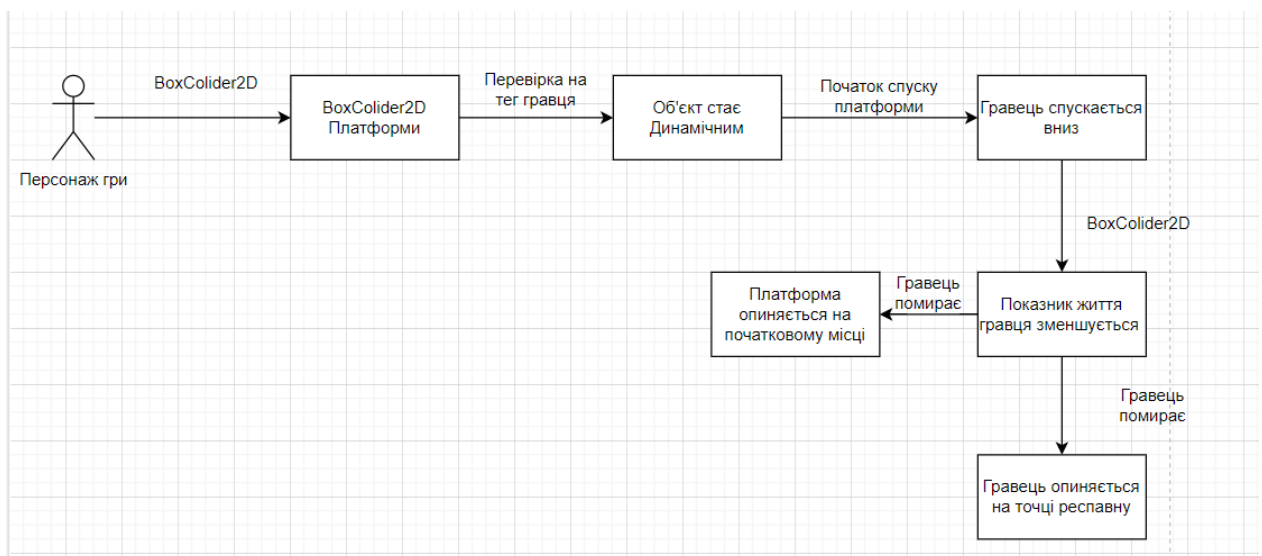 BoxColider2D
Персонаж гри
BoxColider2D
Платформи
Перевірка на
тег гравця
Об'єкт стає
Динамічним
Початок спуску
платформи
Гравець спускається
вниз
BoxColider2D
Показник життя
гравця зменшується
Гравець
помирає
Платформа
опиняється на
початковому місці
Гравець
помирає
Гравець опиняється
на точці респавну